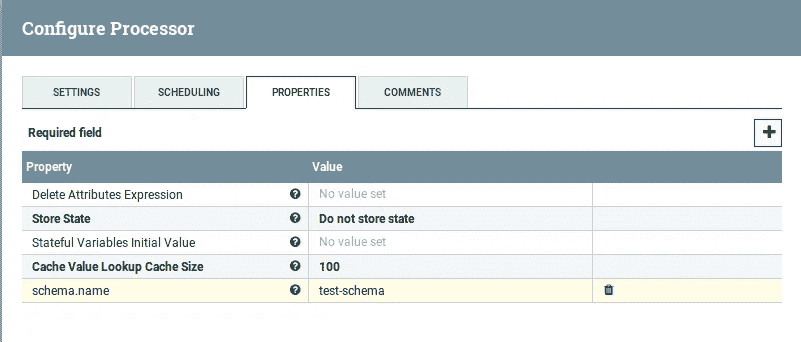 Configure Processor
SETTINGS SCHEDULING PROPERTIES COMMENTS
Required field
Property Value
Delete Attributes Expression No value set
Store State Do not store state
Stateful Variables Initial Value No value set
Cache Value Lookup Cache Size 100
schema.name test-schema